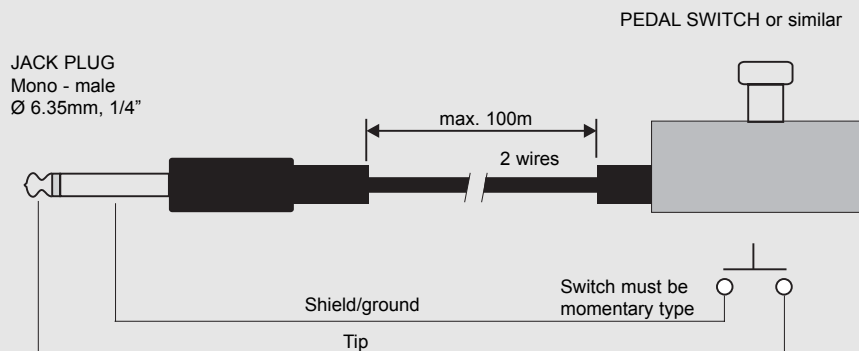 PEDAL SWITCH or similar
JACK PLUG
Mono - male
Ø 6.35mm, 1/4”
max. 100m
2 wires
Switch must be
momentary type
Shield/ground
Tip